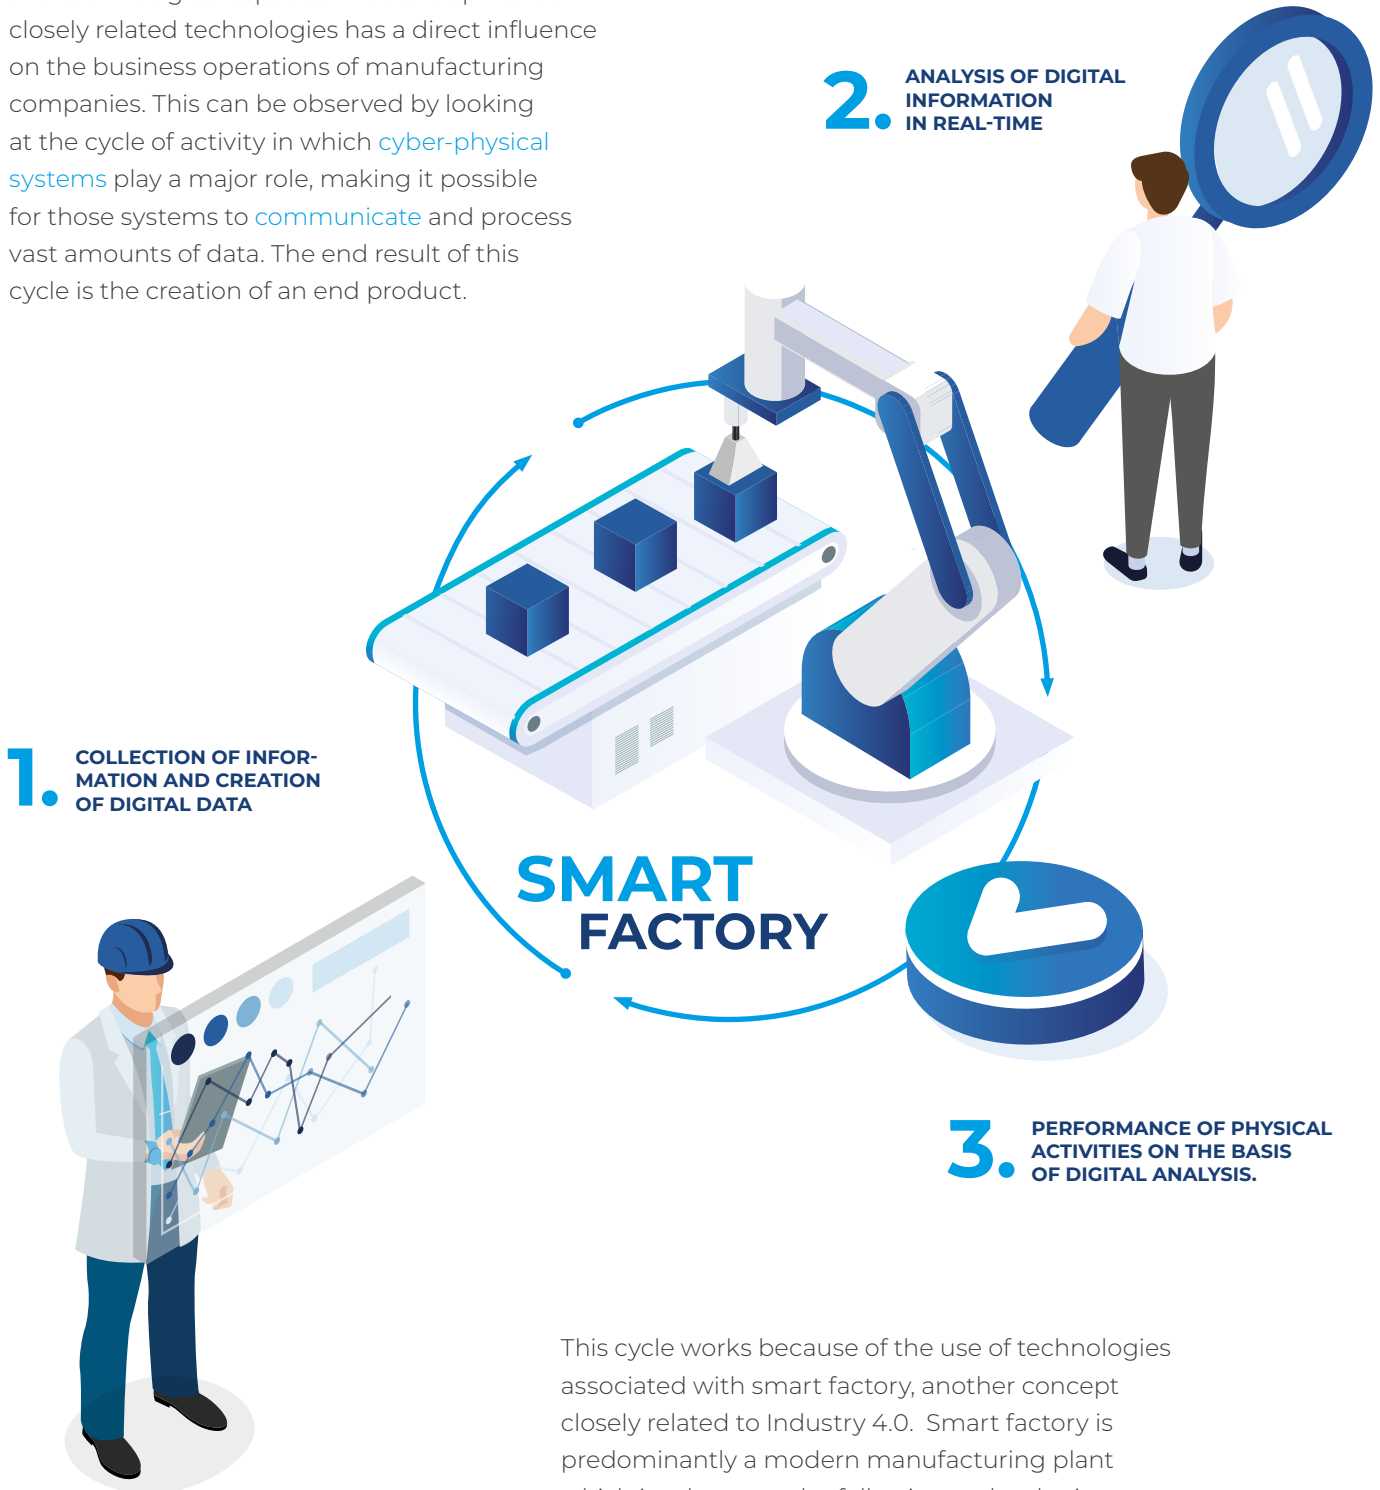 closely related technologies has a direct influence
on the business operations of manufacturing
companies. This can be observed by looking
at the cycle of activity in which cyber-physical
systems play a major role, making it possible
for those systems to communicate and process
vast amounts of data. The end result of this
cycle is the creation of an end product.
2. ANALYSIS OF DIGITAL
INFORMATION
IN REAL-TIME
1. COLLECTION OF INFOR-
MATION AND CREATION
OF DIGITAL DATA
SMART
FACTORY
3. PERFORMANCE OF PHYSICAL
ACTIVITIES ON THE BASIS
OF DIGITAL ANALYSIS.
This cycle works because of the use of technologies
associated with smart factory, another concept
closely related to Industry 4.0. Smart factory is
predominantly a modern manufacturing plant